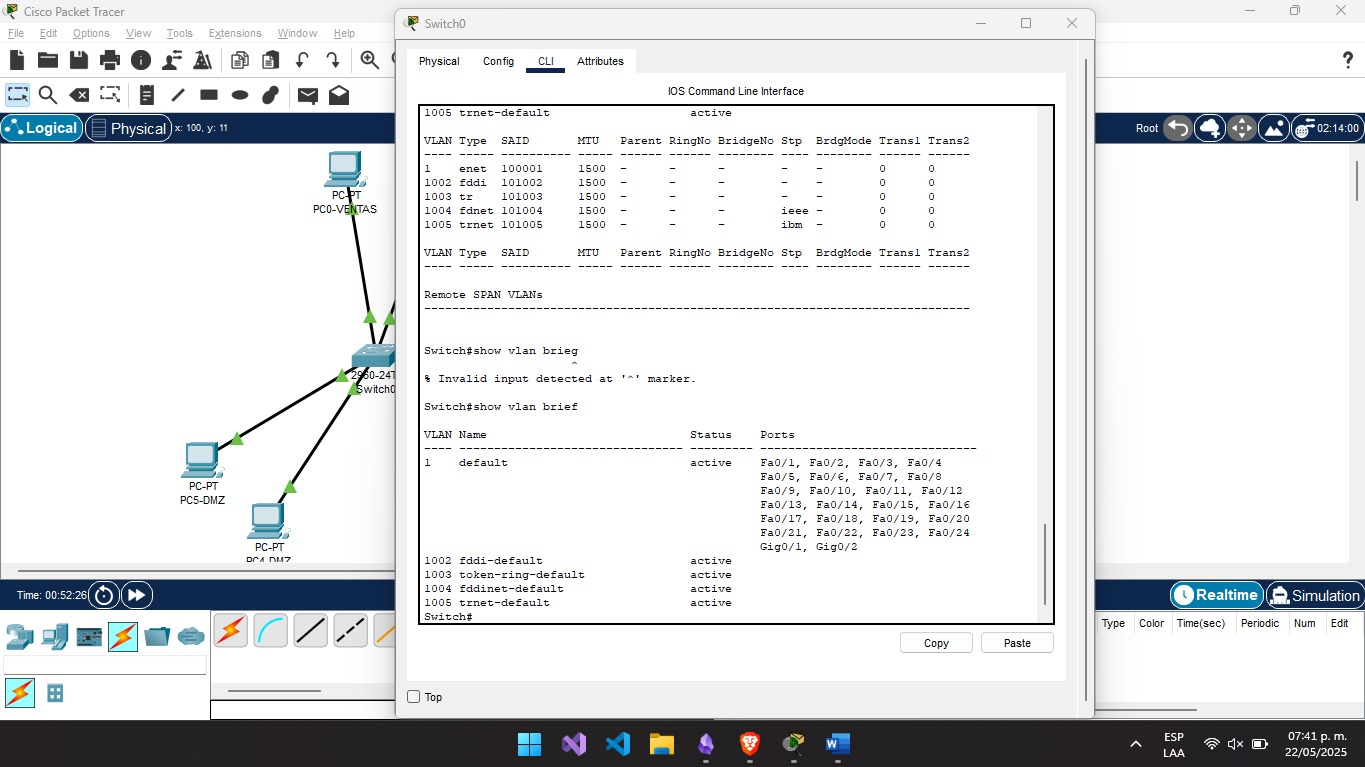 Cisco Packet Tracer
File Edit Options View Tools Extensions Window Help
Logical
Physical
x: 100, y: 11
Root
02:14:00
PC-PT
PC0-VENTAS
2960-24T
Switch0
PC-PT
PC5-DMZ
PC-PT
PC4-DMZ
Switch0
Physical Config CLI Attributes
IOS Command Line Interface
1005 trnet-default active
VLAN Type SAID MTU Parent RingNo BridgeNo Stp BrdgMode Trans1 Trans2
---- ----- ---------- ----- ------ ------ -------- ---- -------- ------ ------
1 enet 100001 1500 - - - - - 0 0
1002 fddi 101002 1500 - - - - - 0 0
1003 tr 101003 1500 - - - - - 0 0
1004 fdnet 101004 1500 - - - ieee - 0 0
1005 trnet 101005 1500 - - - ibm - 0 0
VLAN Type SAID MTU Parent RingNo BridgeNo Stp BrdgMode Trans1 Trans2
---- ----- ---------- ----- ------ ------ -------- ---- -------- ------ ------
Remote SPAN VLANs
------------------------------------------------------------------------------
Switch#show vlan brieg
^
% Invalid input detected at '^' marker.
Switch#show vlan brief
VLAN Name Status Ports
---- -------------------------------- --------- -------------------------------
1 default active Fa0/1, Fa0/2, Fa0/3, Fa0/4
Fa0/5, Fa0/6, Fa0/7, Fa0/8
Fa0/9, Fa0/10, Fa0/11, Fa0/12
Fa0/13, Fa0/14, Fa0/15, Fa0/16
Fa0/17, Fa0/18, Fa0/19, Fa0/20
Fa0/21, Fa0/22, Fa0/23, Fa0/24
Gig0/1, Gig0/2
1002 fddi-default active
1003 token-ring-default active
1004 fddinet-default active
1005 trnet-default active
Switch#
Copy
Paste
Top
Time: 00:52:26
Realtime
Simulation
Type Color Time(sec) Periodic Num Edit
ESP
LAA
07:41 p. m.
22/05/2025